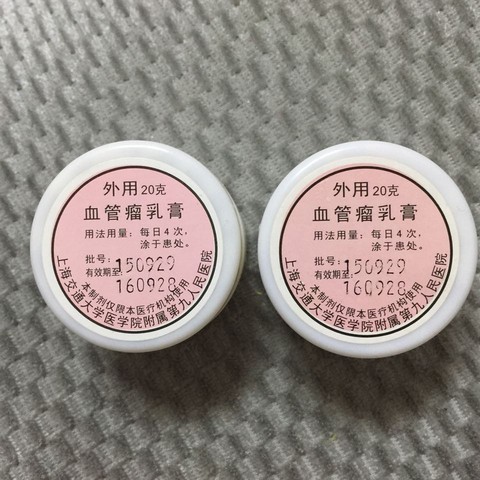 外用 20克
血管瘤乳膏
用法用量：每日4次，
涂于患处。
批号：150929
有效期至：160928
本制剂仅限本医疗机构使用
上海交通大学医学院附属第九人民医院
外用 20克
血管瘤乳膏
用法用量：每日4次，
涂于患处。
批号：150929
有效期至：160928
本制剂仅限本医疗机构使用
上海交通大学医学院附属第九人民医院